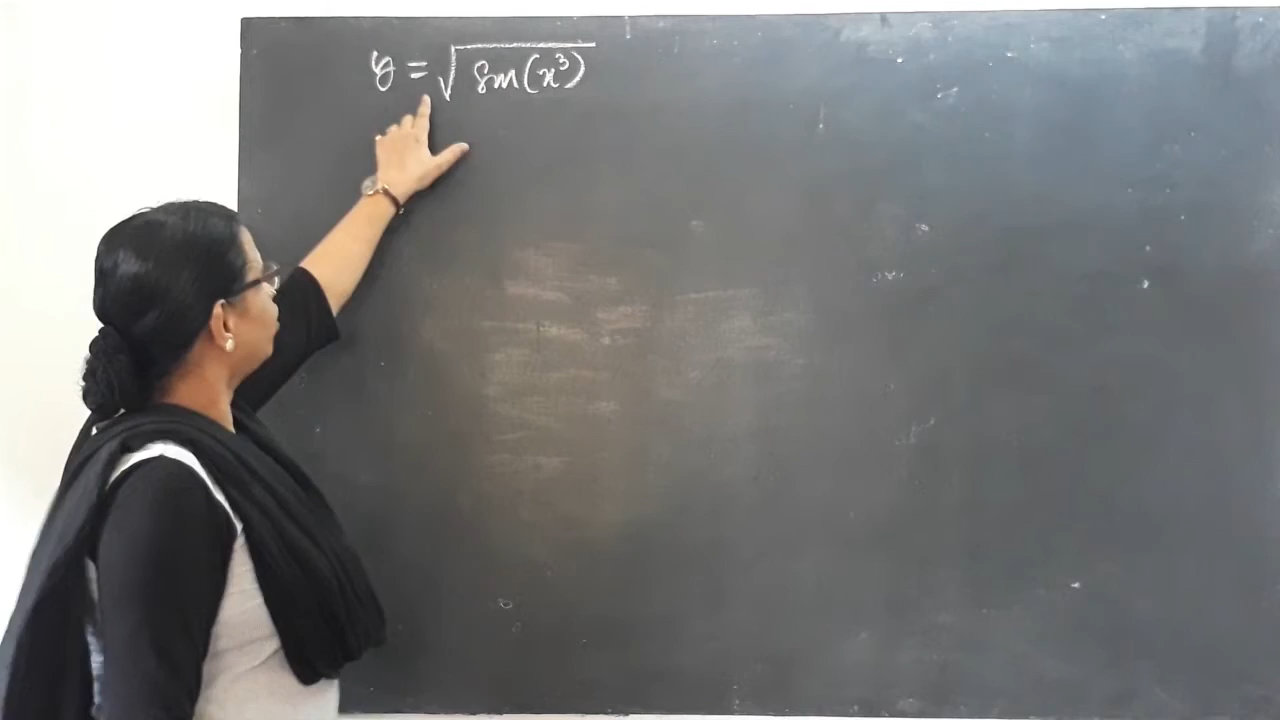 y = √sin(x³)